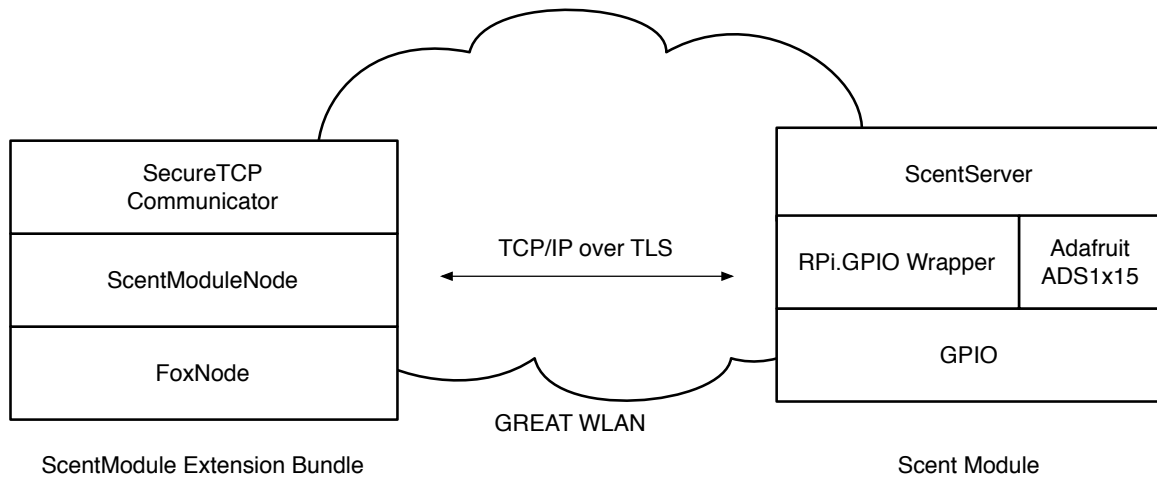 SecureTCP
Communicator
ScentModuleNode
FoxNode
ScentModule Extension Bundle
TCP/IP over TLS
GREAT WLAN
ScentServer
RPi.GPIO Wrapper
Adafruit
ADS1x15
GPIO
Scent Module